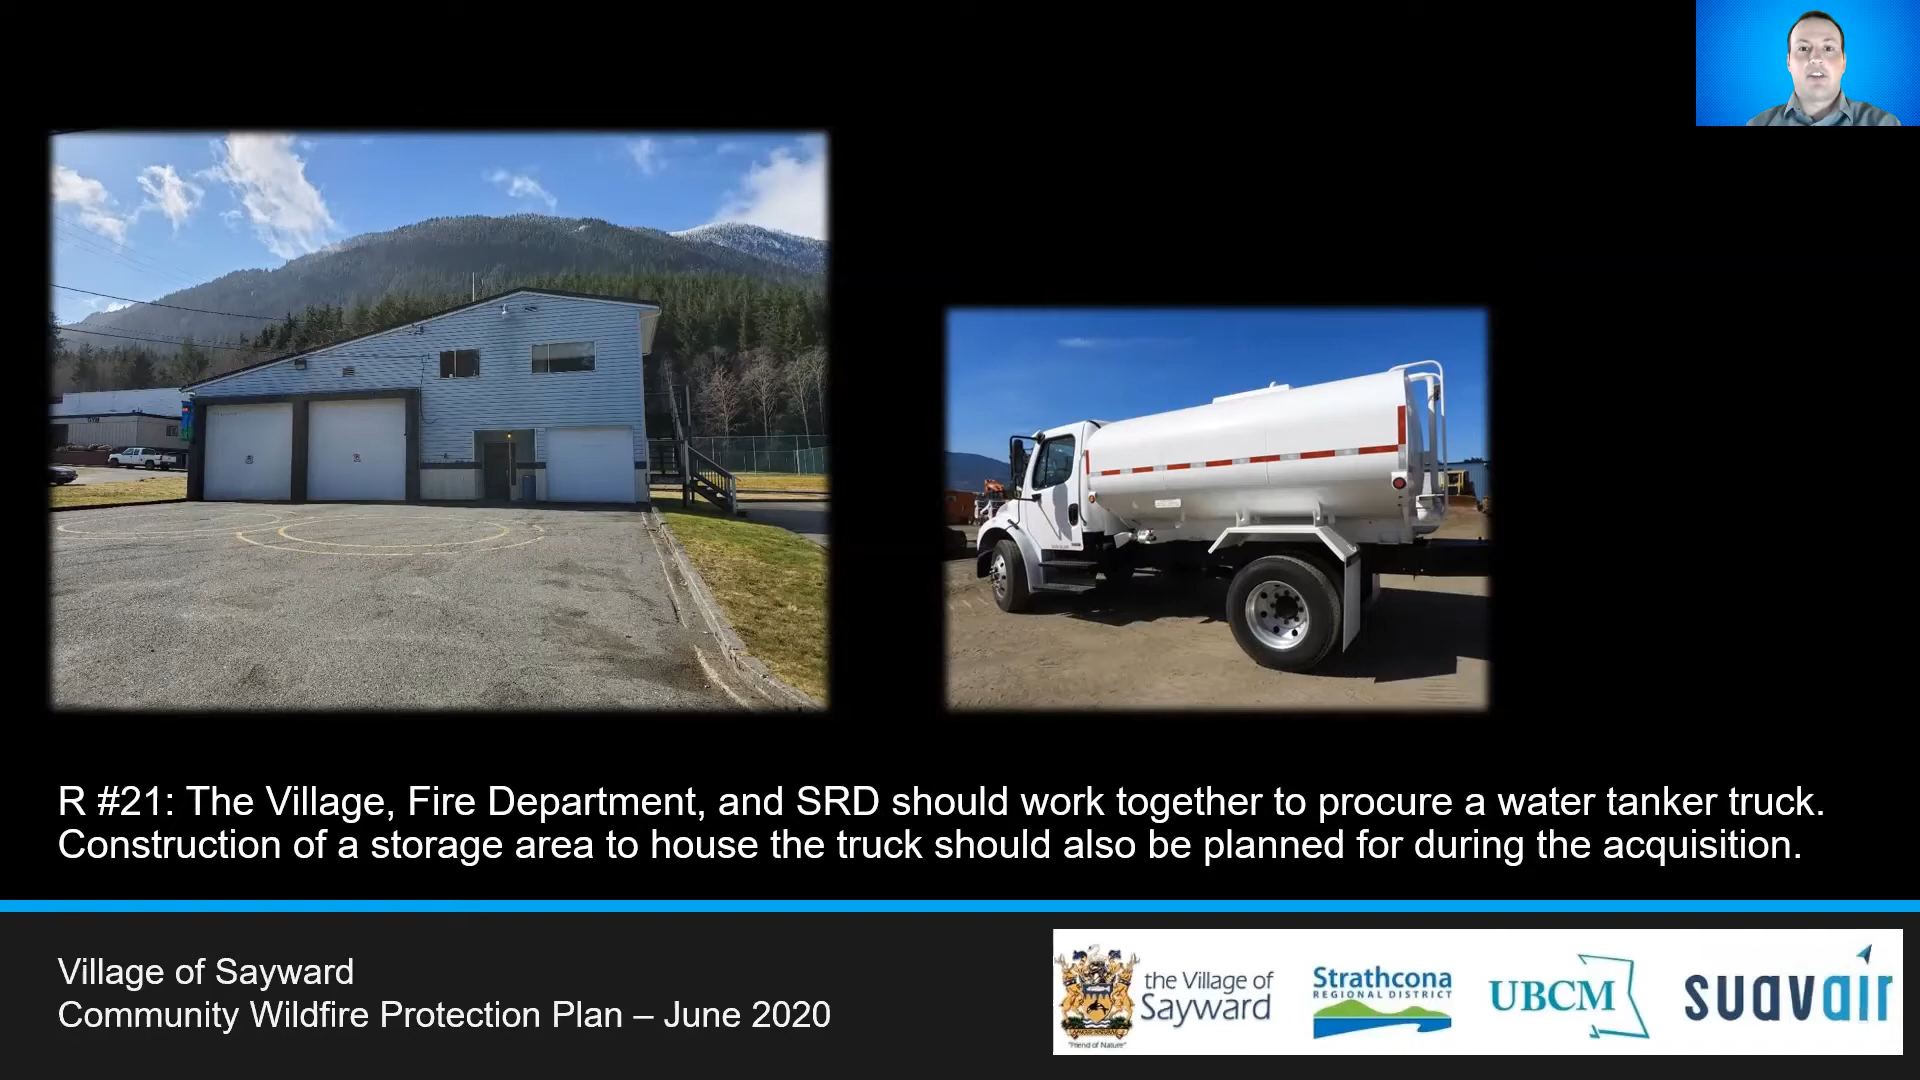 R #21: The Village, Fire Department, and SRD should work together to procure a water tanker truck.
Construction of a storage area to house the truck should also be planned for during the acquisition.
Village of Sayward
Community Wildfire Protection Plan – June 2020
the Village of
Sayward
"Friend of Nature"
Strathcona
REGIONAL DISTRICT
UBCM
suavair